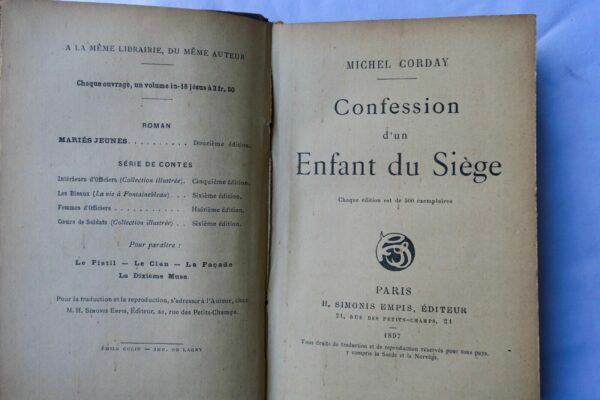 A LA MÊME LIBRAIRIE, DU MÊME AUTEUR
Chaque ouvrage, un volume in-18 jésus à 3 fr. 50
ROMAN
MARIÉS JEUNES. . . . . . . . . . Douzième édition.
SÉRIE DE CONTES
Intérieurs d'Officiers (Collection illustrée). Cinquième édition.
Les Bleaux (La vie à Fontainebleau) . . . Sixième édition.
Femmes d'Officiers . . . . . . . . . . . Huitième édition.
Cœurs de Soldats (Collection illustrée) . . Sixième édition.
Pour paraître :
Le Pistil — Le Clan — La Façade
La Dixième Muse.
Pour la traduction et la reproduction, s'adresser à l'Auteur, chez
M. H. Simonis Empis, Éditeur, 21, rue des Petits-Champs.
ÉMILE COLIN — IMP. DE LAGNY
MICHEL CORDAY
Confession
d'un
Enfant du Siège
Chaque édition est de 500 exemplaires
PARIS
H. SIMONIS EMPIS, ÉDITEUR
21, RUE DES PETITS-CHAMPS, 21
1897
Tous droits de traduction et de reproduction réservés pour tous pays,
y compris la Suède et la Norvège.